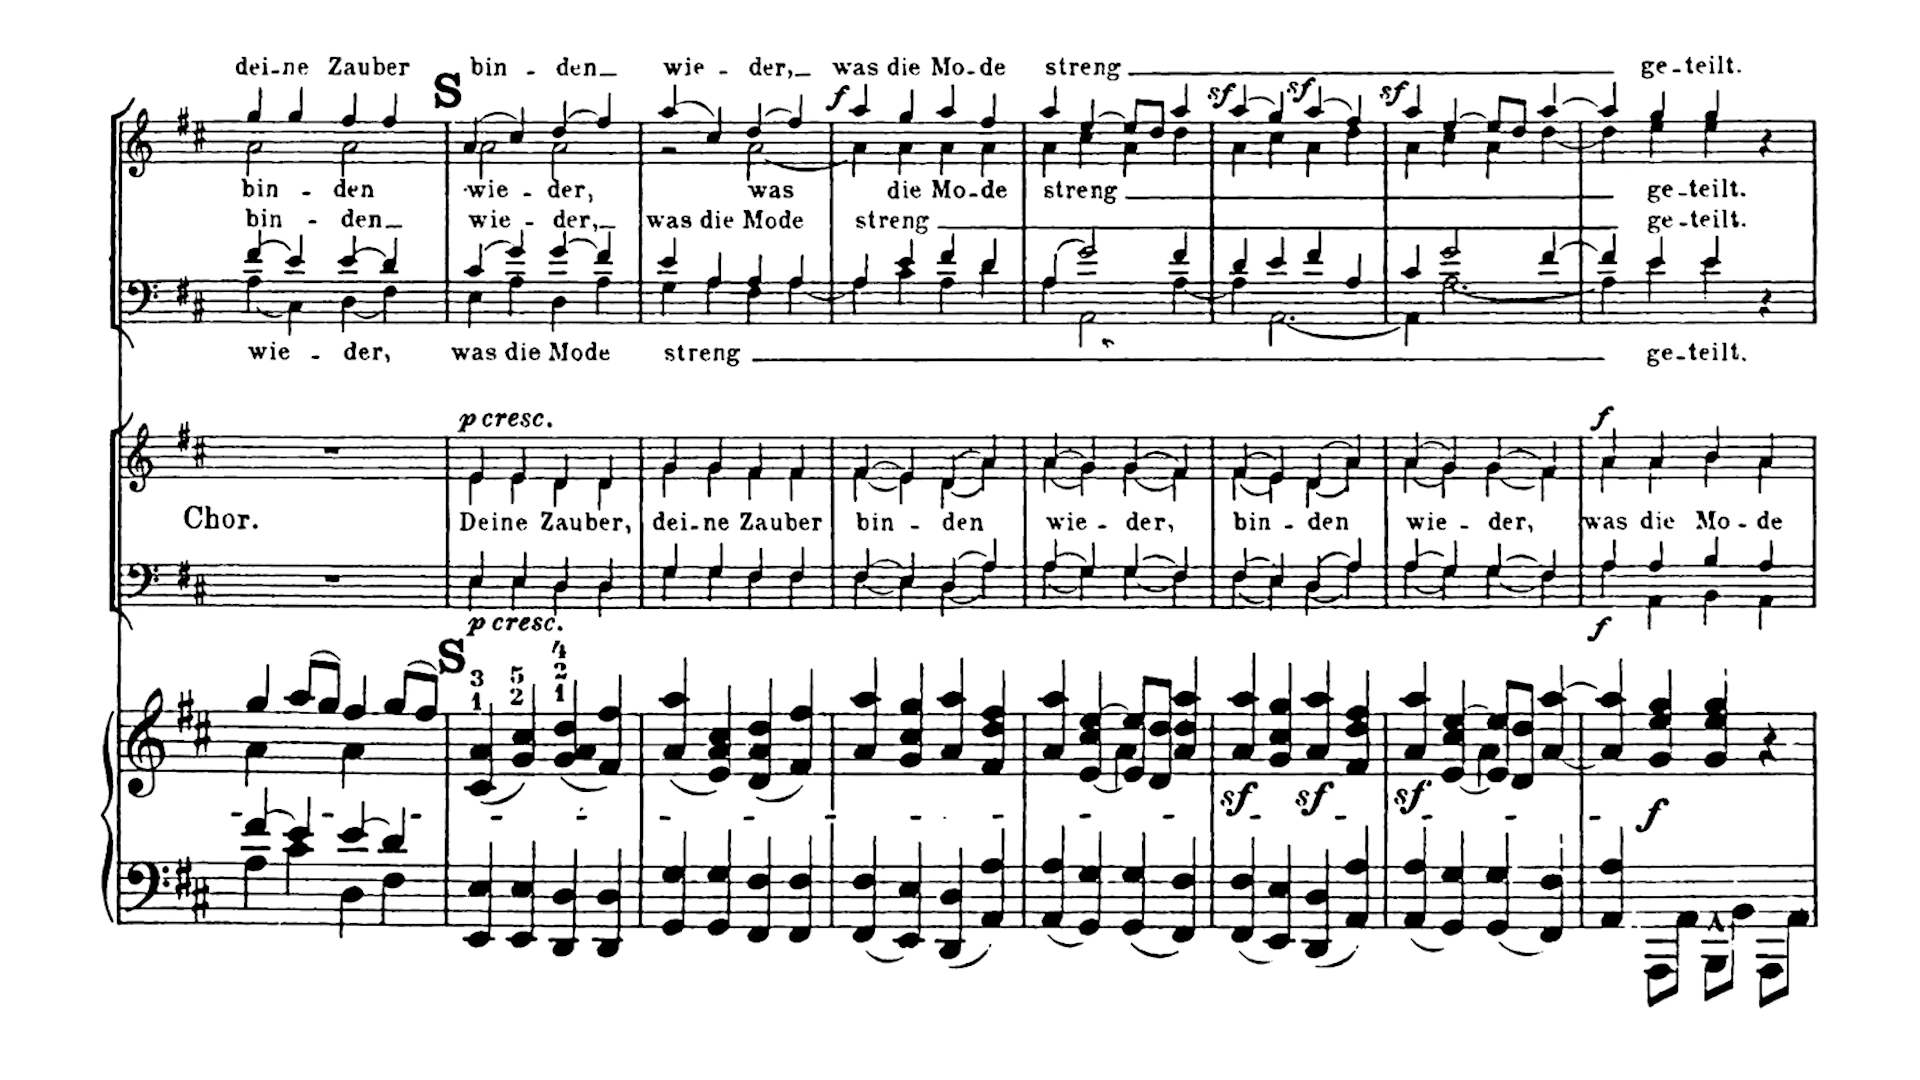 dei-ne Zauber bin - den_ wie - der,_ was die Mo-de streng ge-teilt.
S f sf sf sf
bin - den wie - der, was die Mo-de streng ge-teilt.
bin - den_ wie - der,_ was die Mode streng ge-teilt.
wie - der, was die Mode streng ge-teilt.
p cresc. f
Chor. Deine Zauber, dei-ne Zauber bin - den wie - der, bin - den wie - der, was die Mo-de
p cresc. f
S 3 1 5 2 4 2 1
sf sf sf f